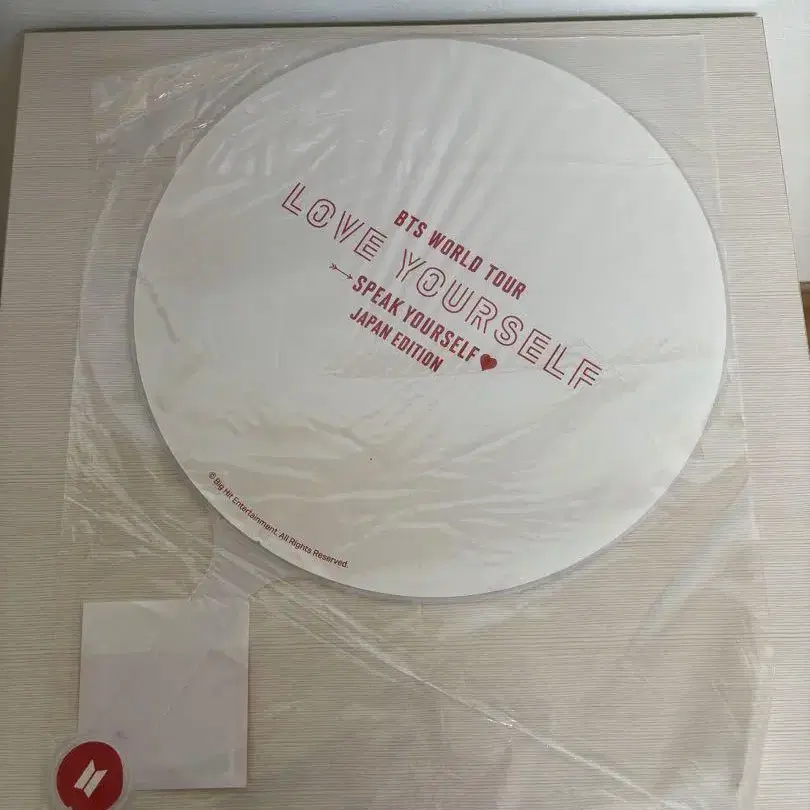 BTS WORLD TOUR
LOVE YOURSELF
SPEAK YOURSELF
JAPAN EDITION
© Big Hit Entertainment. All Rights Reserved.